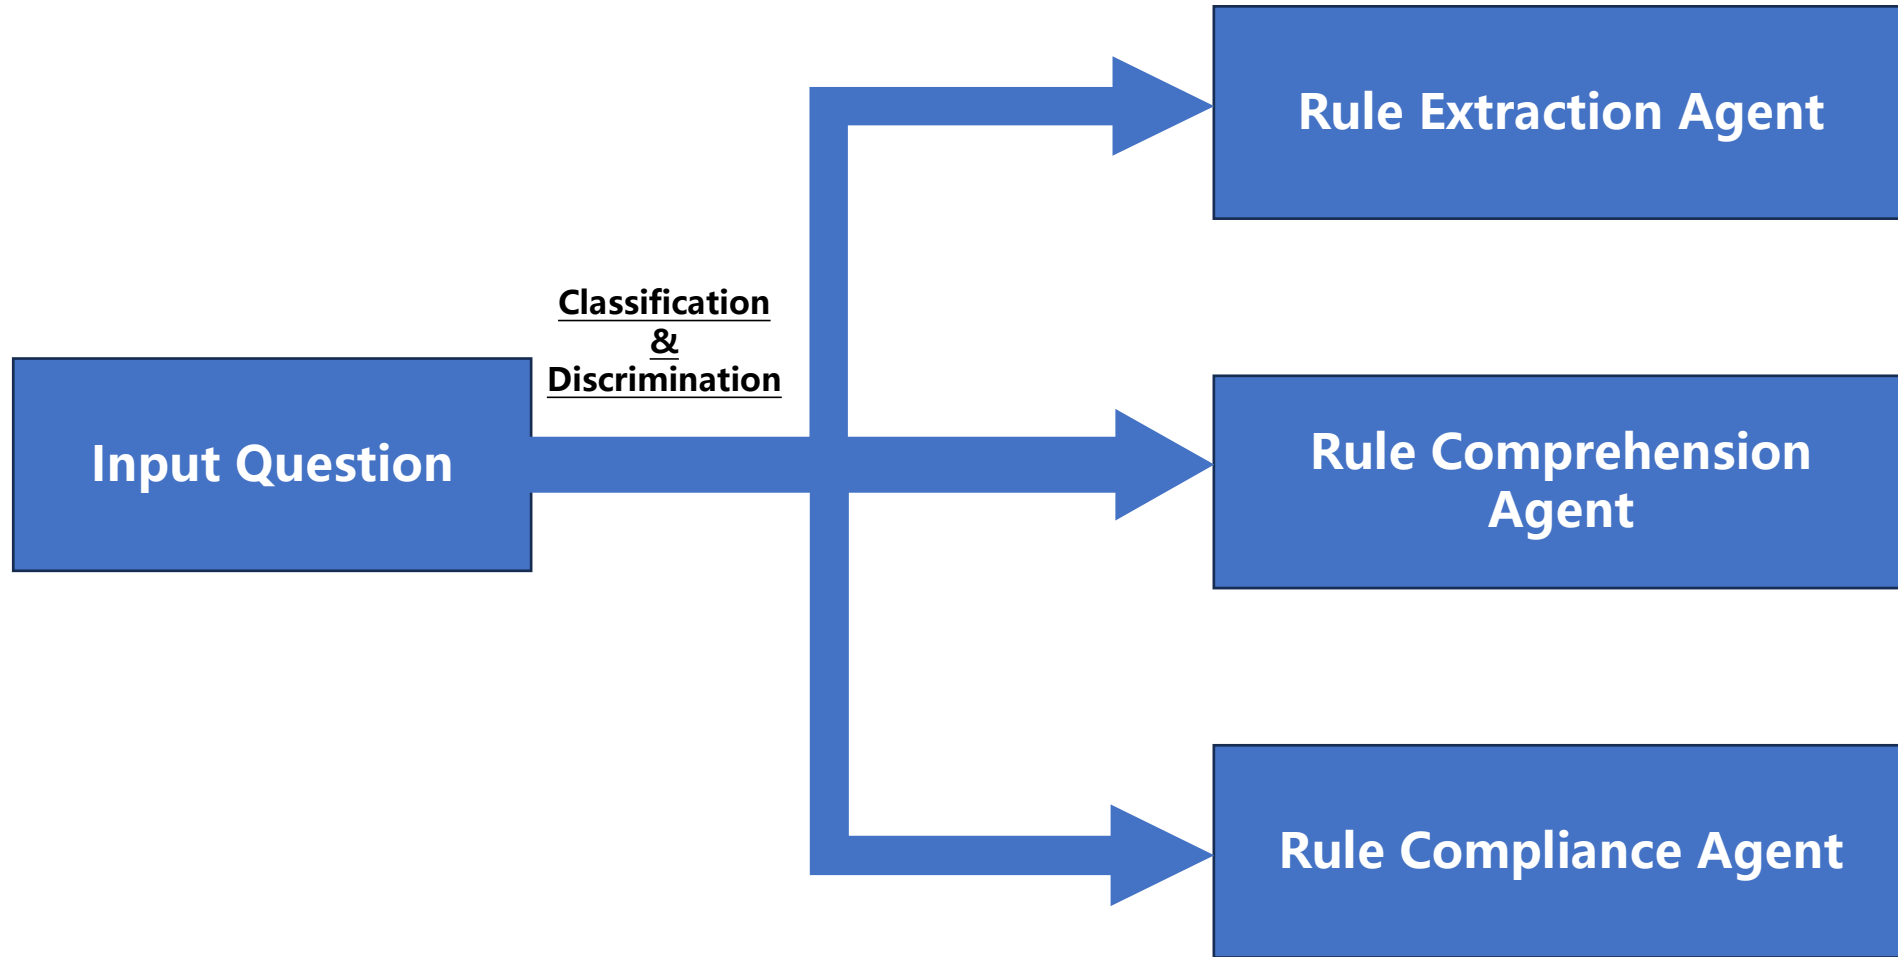 Rule Extraction Agent
Classification
&
Discrimination
Input Question
Rule Comprehension
Agent
Rule Compliance Agent